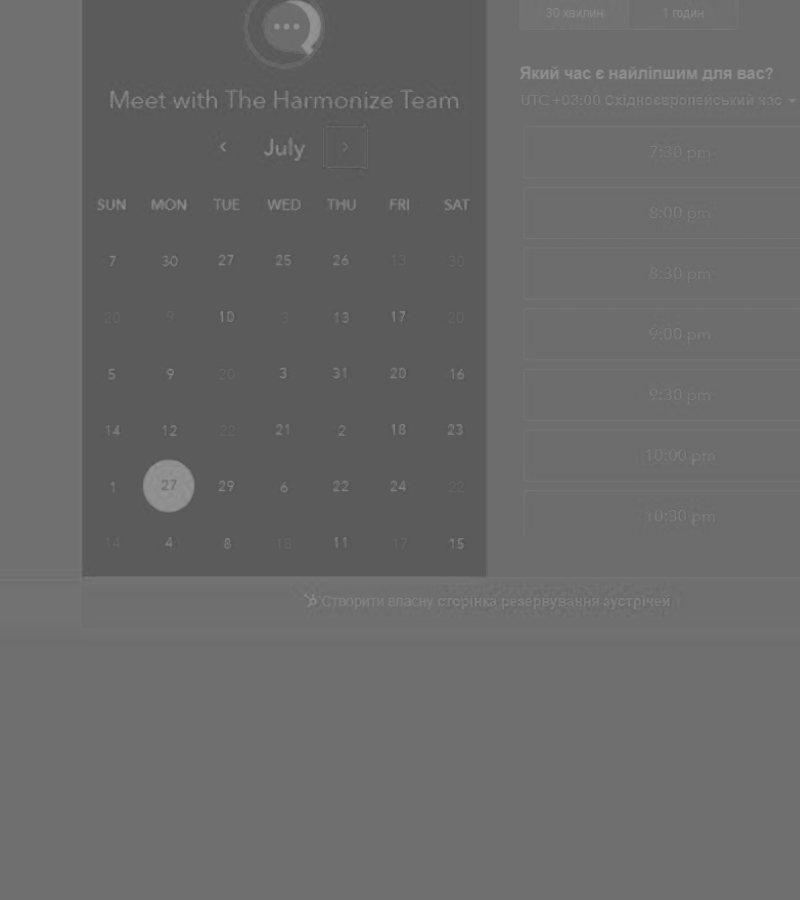 30 хвилин 1 годин
Meet with The Harmonize Team
July
SUN MON TUE WED THU FRI SAT
7 30 27 25 26 13 30
20 9 10 3 13 17 20
5 9 20 3 31 20 16
14 12 22 21 2 18 23
1 27 29 6 22 24 22
14 4 8 18 11 17 15
Який час є найліпшим для вас?
UTC +03:00 Східноєвропейський час
7:30 pm
8:00 pm
8:30 pm
9:00 pm
9:30 pm
10:00 pm
10:30 pm
Створити власну сторінка резервування зустрічей